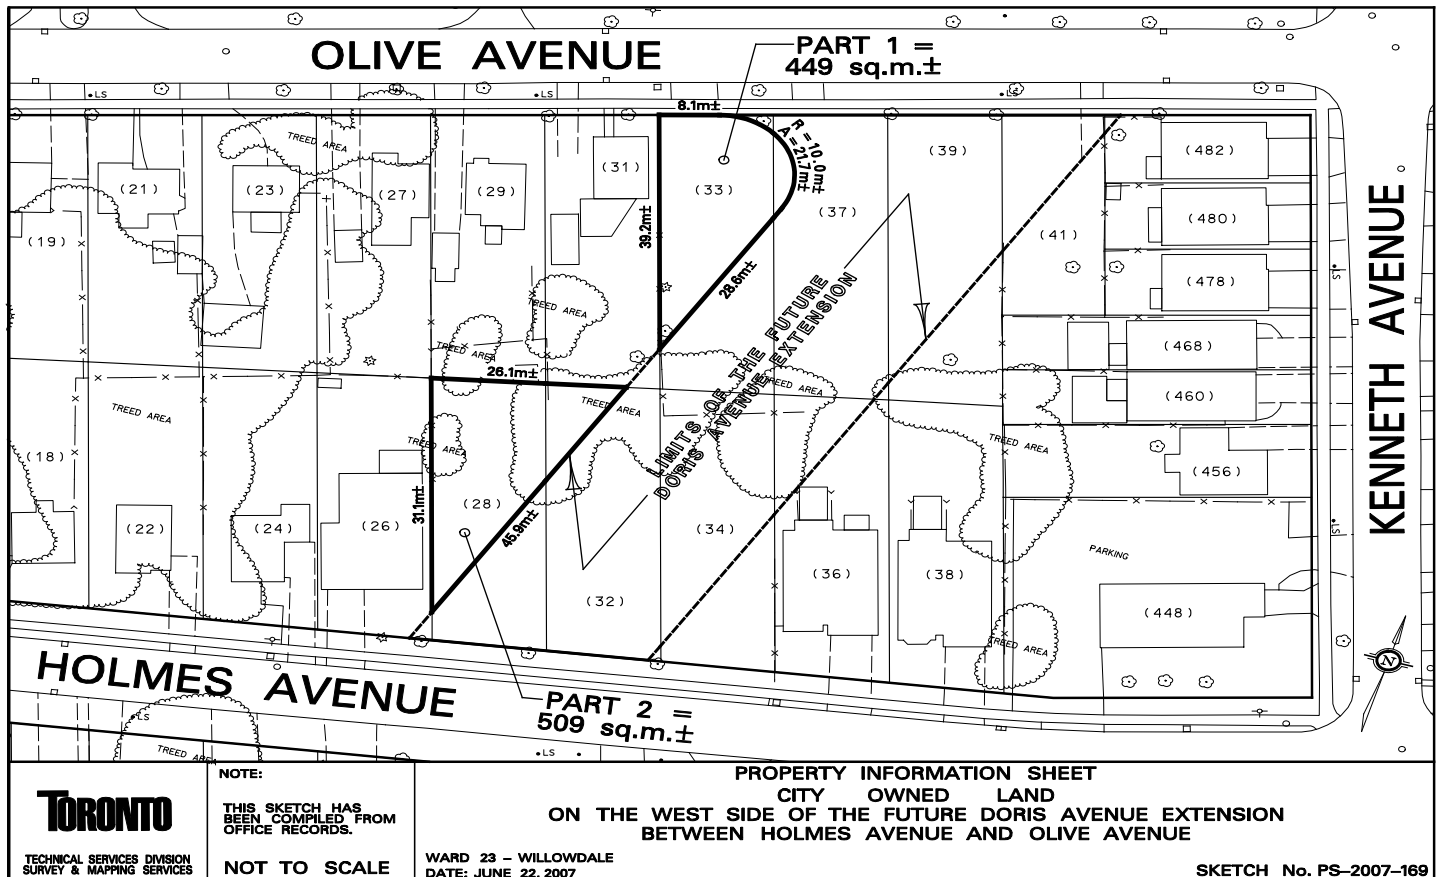 LS
LS
LS
OLIVE AVENUE
PART 1 =
449 sq.m.±
8.1m±
R = 10.0m±
A = 21.7m±
TREED AREA
(31)
(39)
(482)
(21)
(23)
(27)
(29)
(33)
(37)
(480)
(19)
39.2m±
(41)
28.6m±
(478)
LS
KENNETH AVENUE
TREED AREA
LIMITS OF THE FUTURE
DORIS AVENUE EXTENSION
TREED AREA
(468)
26.1m±
TREED AREA
(460)
TREED AREA
TREED AREA
TREED AREA
TREED AREA
(18)
(456)
31.1m±
(28)
45.9m±
(22)
(24)
(26)
(34)
LS
PARKING
(36)
(38)
(32)
(448)
TREED AREA
N
HOLMES AVENUE
PART 2 =
509 sq.m.±
LS
TREED AREA
LS
TORONTO
TECHNICAL SERVICES DIVISION
SURVEY & MAPPING SERVICES
NOTE:
THIS SKETCH HAS
BEEN COMPILED FROM
OFFICE RECORDS.
NOT TO SCALE
PROPERTY INFORMATION SHEET
CITY OWNED LAND
ON THE WEST SIDE OF THE FUTURE DORIS AVENUE EXTENSION
BETWEEN HOLMES AVENUE AND OLIVE AVENUE
WARD 23 – WILLOWDALE
DATE: JUNE 22, 2007
SKETCH No. PS–2007–169